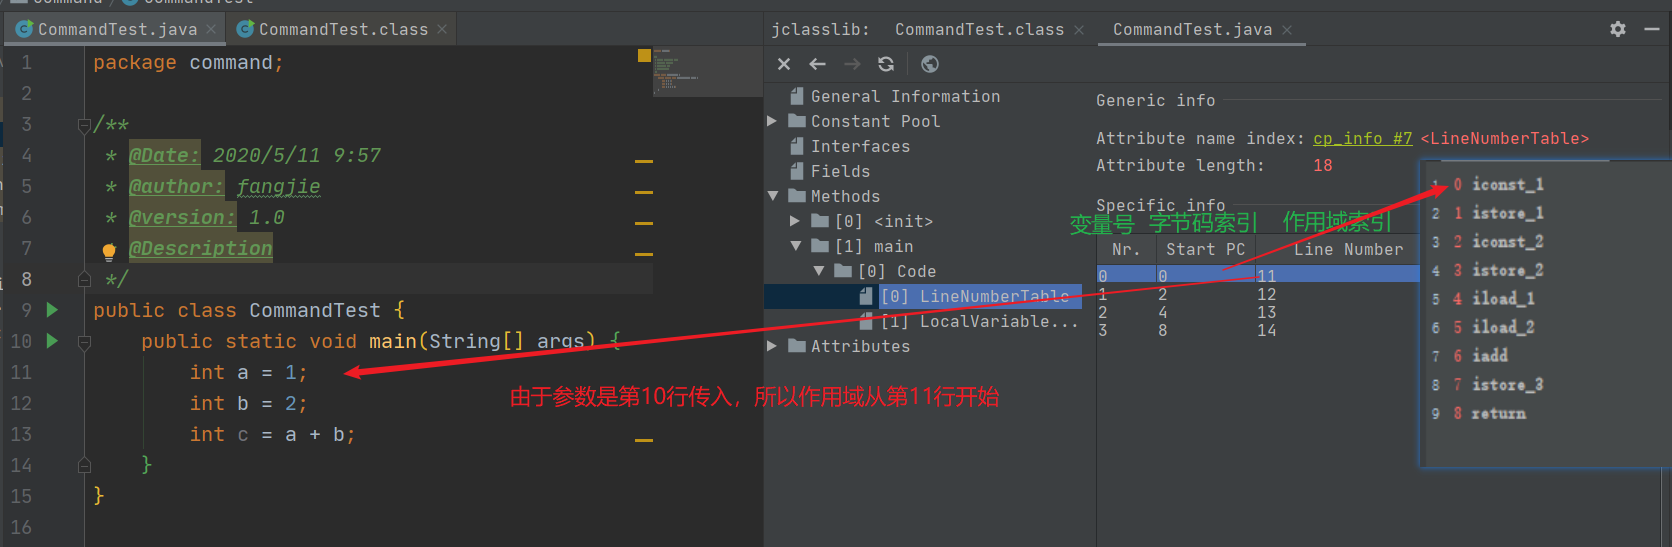 CommandTest.java
CommandTest.class
1 package command;
2
3 /**
4 * @Date: 2020/5/11 9:57
5 * @author: fangjie
6 * @version: 1.0
7 * @Description
8 */
9 public class CommandTest {
10 public static void main(String[] args) {
11 int a = 1;
12 int b = 2;
13 int c = a + b;
14 }
15 }
16
由于参数是第10行传入，所以作用域从第11行开始
jclasslib: CommandTest.class CommandTest.java
General Information
Constant Pool
Interfaces
Fields
Methods
[0] <init>
[1] main
[0] Code
[0] LineNumberTable
[1] LocalVariable...
Attributes
Generic info
Attribute name index: cp_info #7 <LineNumberTable>
Attribute length: 18
Specific info
变量号 字节码索引 作用域索引
Nr. Start PC Line Number
0 0 11
1 2 12
2 4 13
3 8 14
1 0 iconst_1
2 1 istore_1
3 2 iconst_2
4 3 istore_2
5 4 iload_1
6 5 iload_2
7 6 iadd
8 7 istore_3
9 8 return